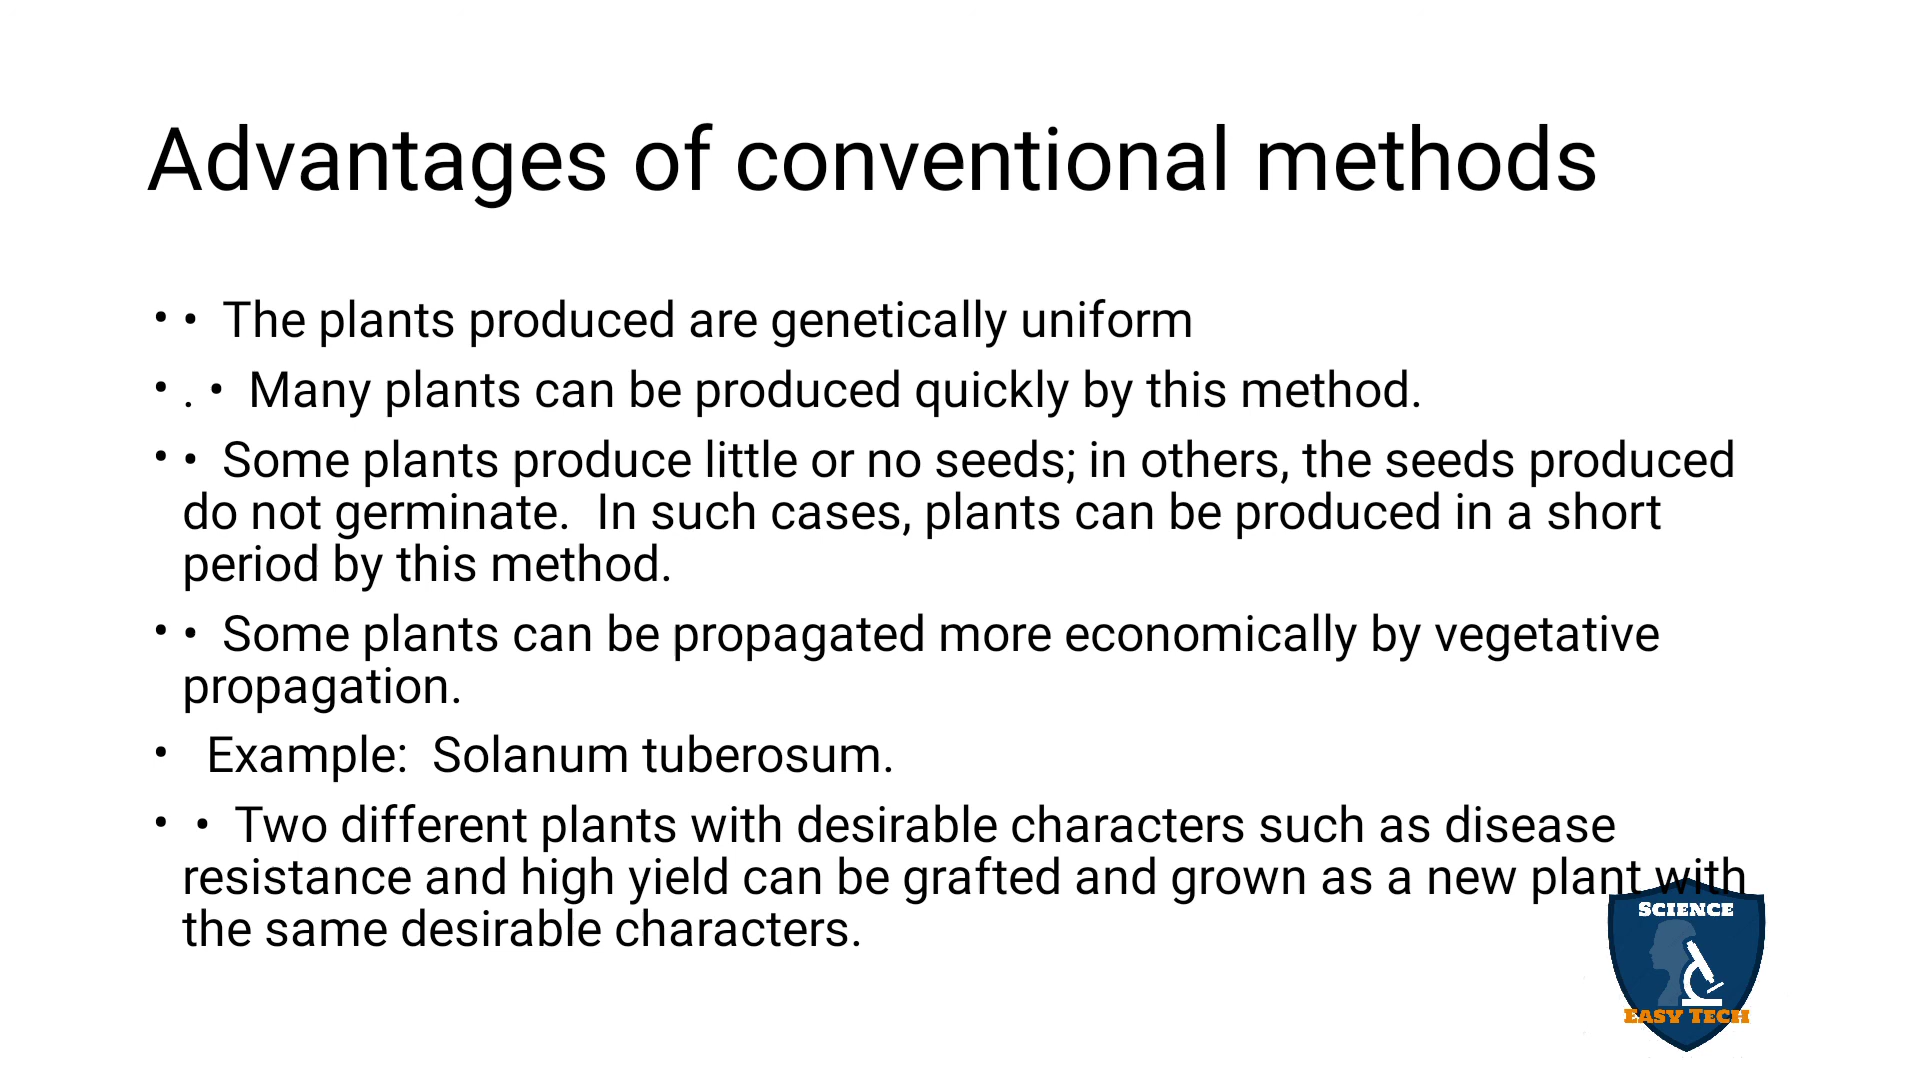 Advantages of conventional methods
• •  The plants produced are genetically uniform
• . •  Many plants can be produced quickly by this method.
• •  Some plants produce little or no seeds; in others, the seeds produced
do not germinate.  In such cases, plants can be produced in a short
period by this method.
• •  Some plants can be propagated more economically by vegetative
propagation.
•  Example:  Solanum tuberosum.
•  •  Two different plants with desirable characters such as disease
resistance and high yield can be grafted and grown as a new plant with
the same desirable characters.
SCIENCE
EASY TECH